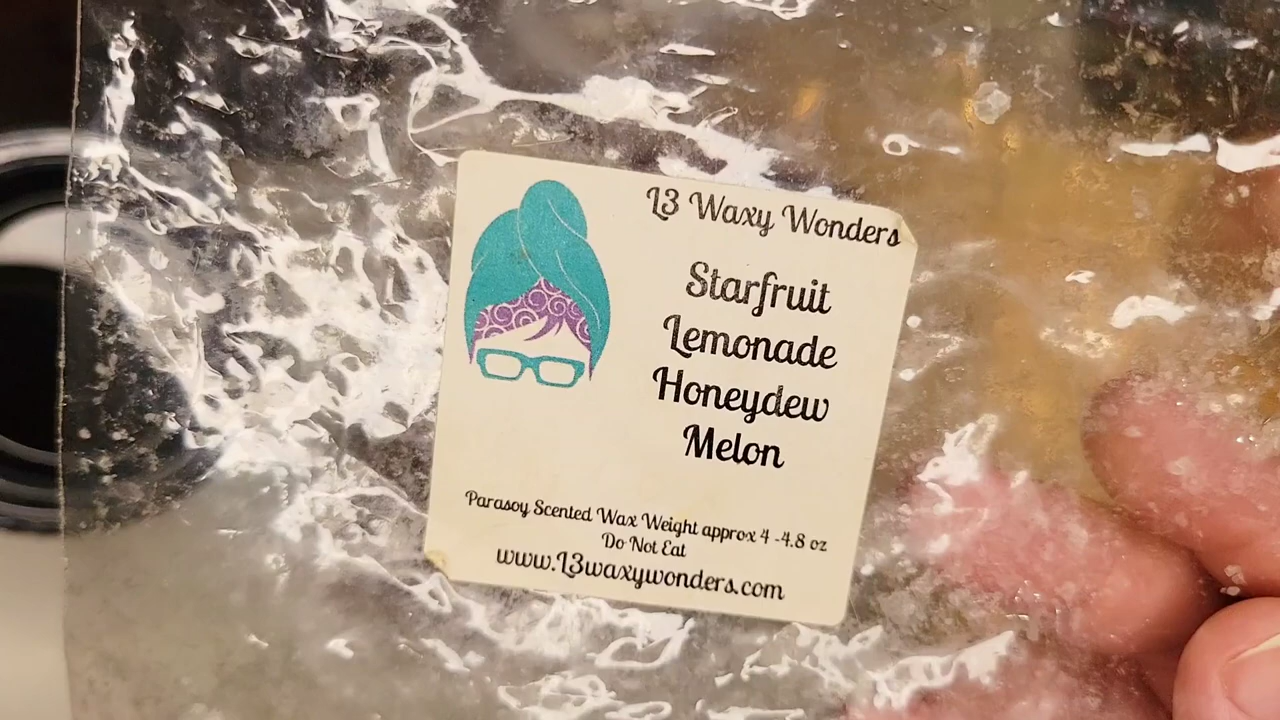 L3 Waxy Wonders
Starfruit
Lemonade
Honeydew
Melon
Parasoy Scented Wax Weight approx 4 -4.8 oz
Do Not Eat
www.L3waxywonders.com